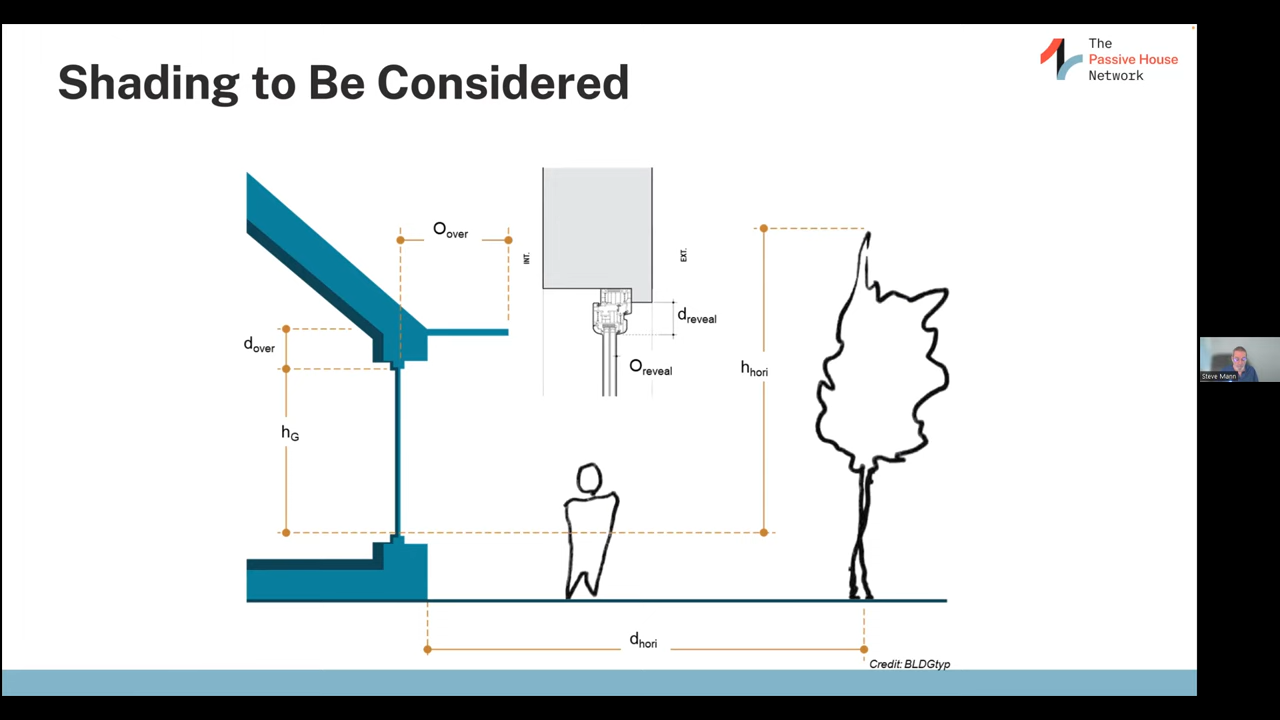 Shading to Be Considered
The
Passive House
Network
Oover
INT.
EXT.
dreveal
dover
Oreveal
hhori
hG
Steve Mann
dhori
Credit: BLDGtyp